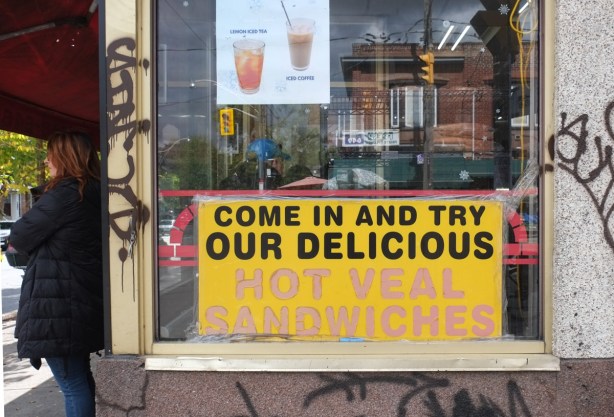 LEMON ICED TEA
ICED COFFEE
COME IN AND TRY
OUR DELICIOUS
HOT VEAL
SANDWICHES